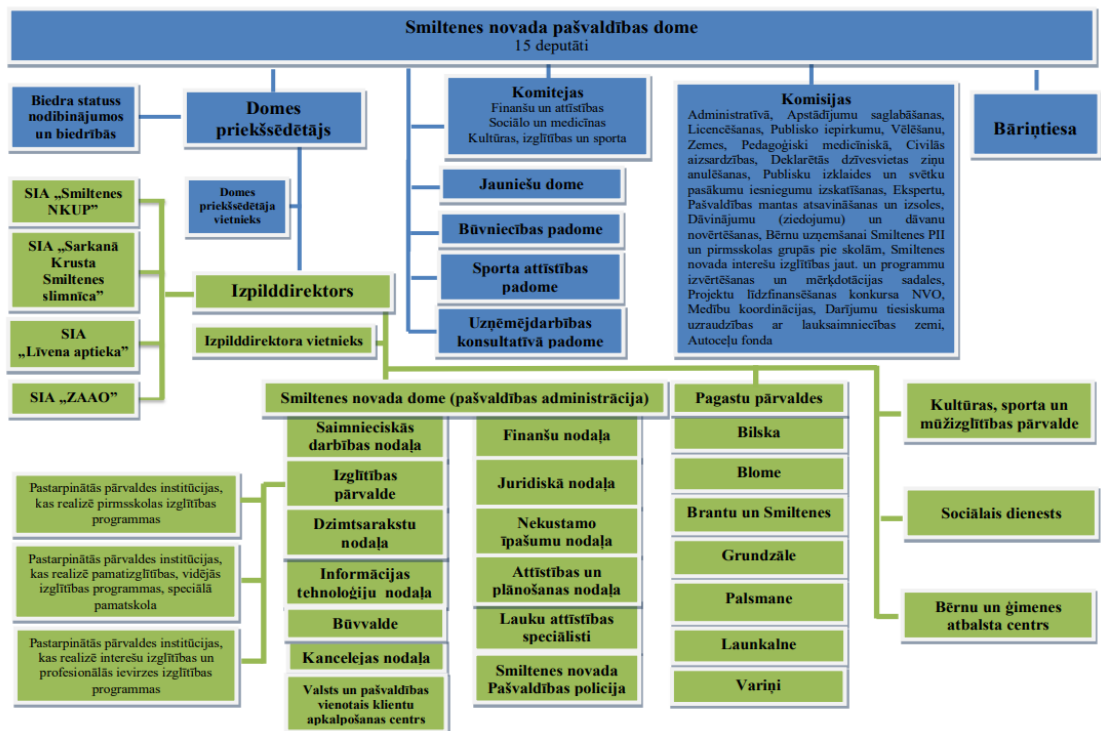 Smiltenes novada pašvaldības dome
15 deputāti
Biedra statuss
nodibinājumos
un biedrībās
Domes
priekšsēdētājs
Domes
priekšsēdētāja
vietnieks
Komitejas
Finanšu un attīstības
Sociālo un medicīnas
Kultūras, izglītības un sporta
Jauniešu dome
Būvniecības padome
Sporta attīstības
padome
Uzņēmējdarbības
konsultatīvā padome
Komisijas
Administratīvā, Apstādījumu saglabāšanas,
Licencēšanas, Publisko iepirkumu, Vēlēšanu,
Zemes, Pedagoģiski medicīniskā, Civilās
aizsardzības, Deklarētās dzīvesvietas ziņu
anulēšanas, Publisku izklaides un svētku
pasākumu iesniegumu izskatīšanas, Ekspertu,
Pašvaldības mantas atsavināšanas un izsoles,
Dāvinājumu (ziedojumu) un dāvanu
novērtēšanas, Bērnu uzņemšanai Smiltenes PII
un pirmsskolas grupās pie skolām, Smiltenes
novada interešu izglītības jaut. un programmu
izvērtēšanas un mērķdotācijas sadales,
Projektu līdzfinansēšanas konkursa NVO,
Medību koordinācijas, Darījumu tiesiskuma
uzraudzības ar lauksaimniecības zemi,
Autoceļu fonda
Bāriņtiesa
SIA „Smiltenes
NKUP”
SIA „Sarkanā
Krusta
Smiltenes
slimnīca”
SIA
„Līvena aptieka”
SIA „ZAAO”
Izpilddirektors
Izpilddirektora vietnieks
Smiltenes novada dome (pašvaldības administrācija)
Saimnieciskās
darbības nodaļa
Izglītības
pārvalde
Dzimtsarakstu
nodaļa
Informācijas
tehnoloģiju nodaļa
Būvvalde
Kancelejas nodaļa
Valsts un pašvaldības
vienotais klientu
apkalpošanas centrs
Finanšu nodaļa
Juridiskā nodaļa
Nekustamo
īpašumu nodaļa
Attīstības un
plānošanas nodaļa
Lauku attīstības
speciālisti
Smiltenes novada
Pašvaldības policija
Pagastu pārvaldes
Bilska
Blome
Brantu un Smiltenes
Grundzāle
Palsmane
Launkalne
Variņi
Kultūras, sporta un
mūžizglītības pārvalde
Sociālais dienests
Bērnu un ģimenes
atbalsta centrs
Pastarpinātās pārvaldes institūcijas,
kas realizē pirmsskolas izglītības
programmas
Pastarpinātās pārvaldes institūcijas,
kas realizē pamatizglītības, vidējās
izglītības programmas, speciālā
pamatskola
Pastarpinātās pārvaldes institūcijas,
kas realizē interešu izglītības un
profesionālās ievirzes izglītības
programmas